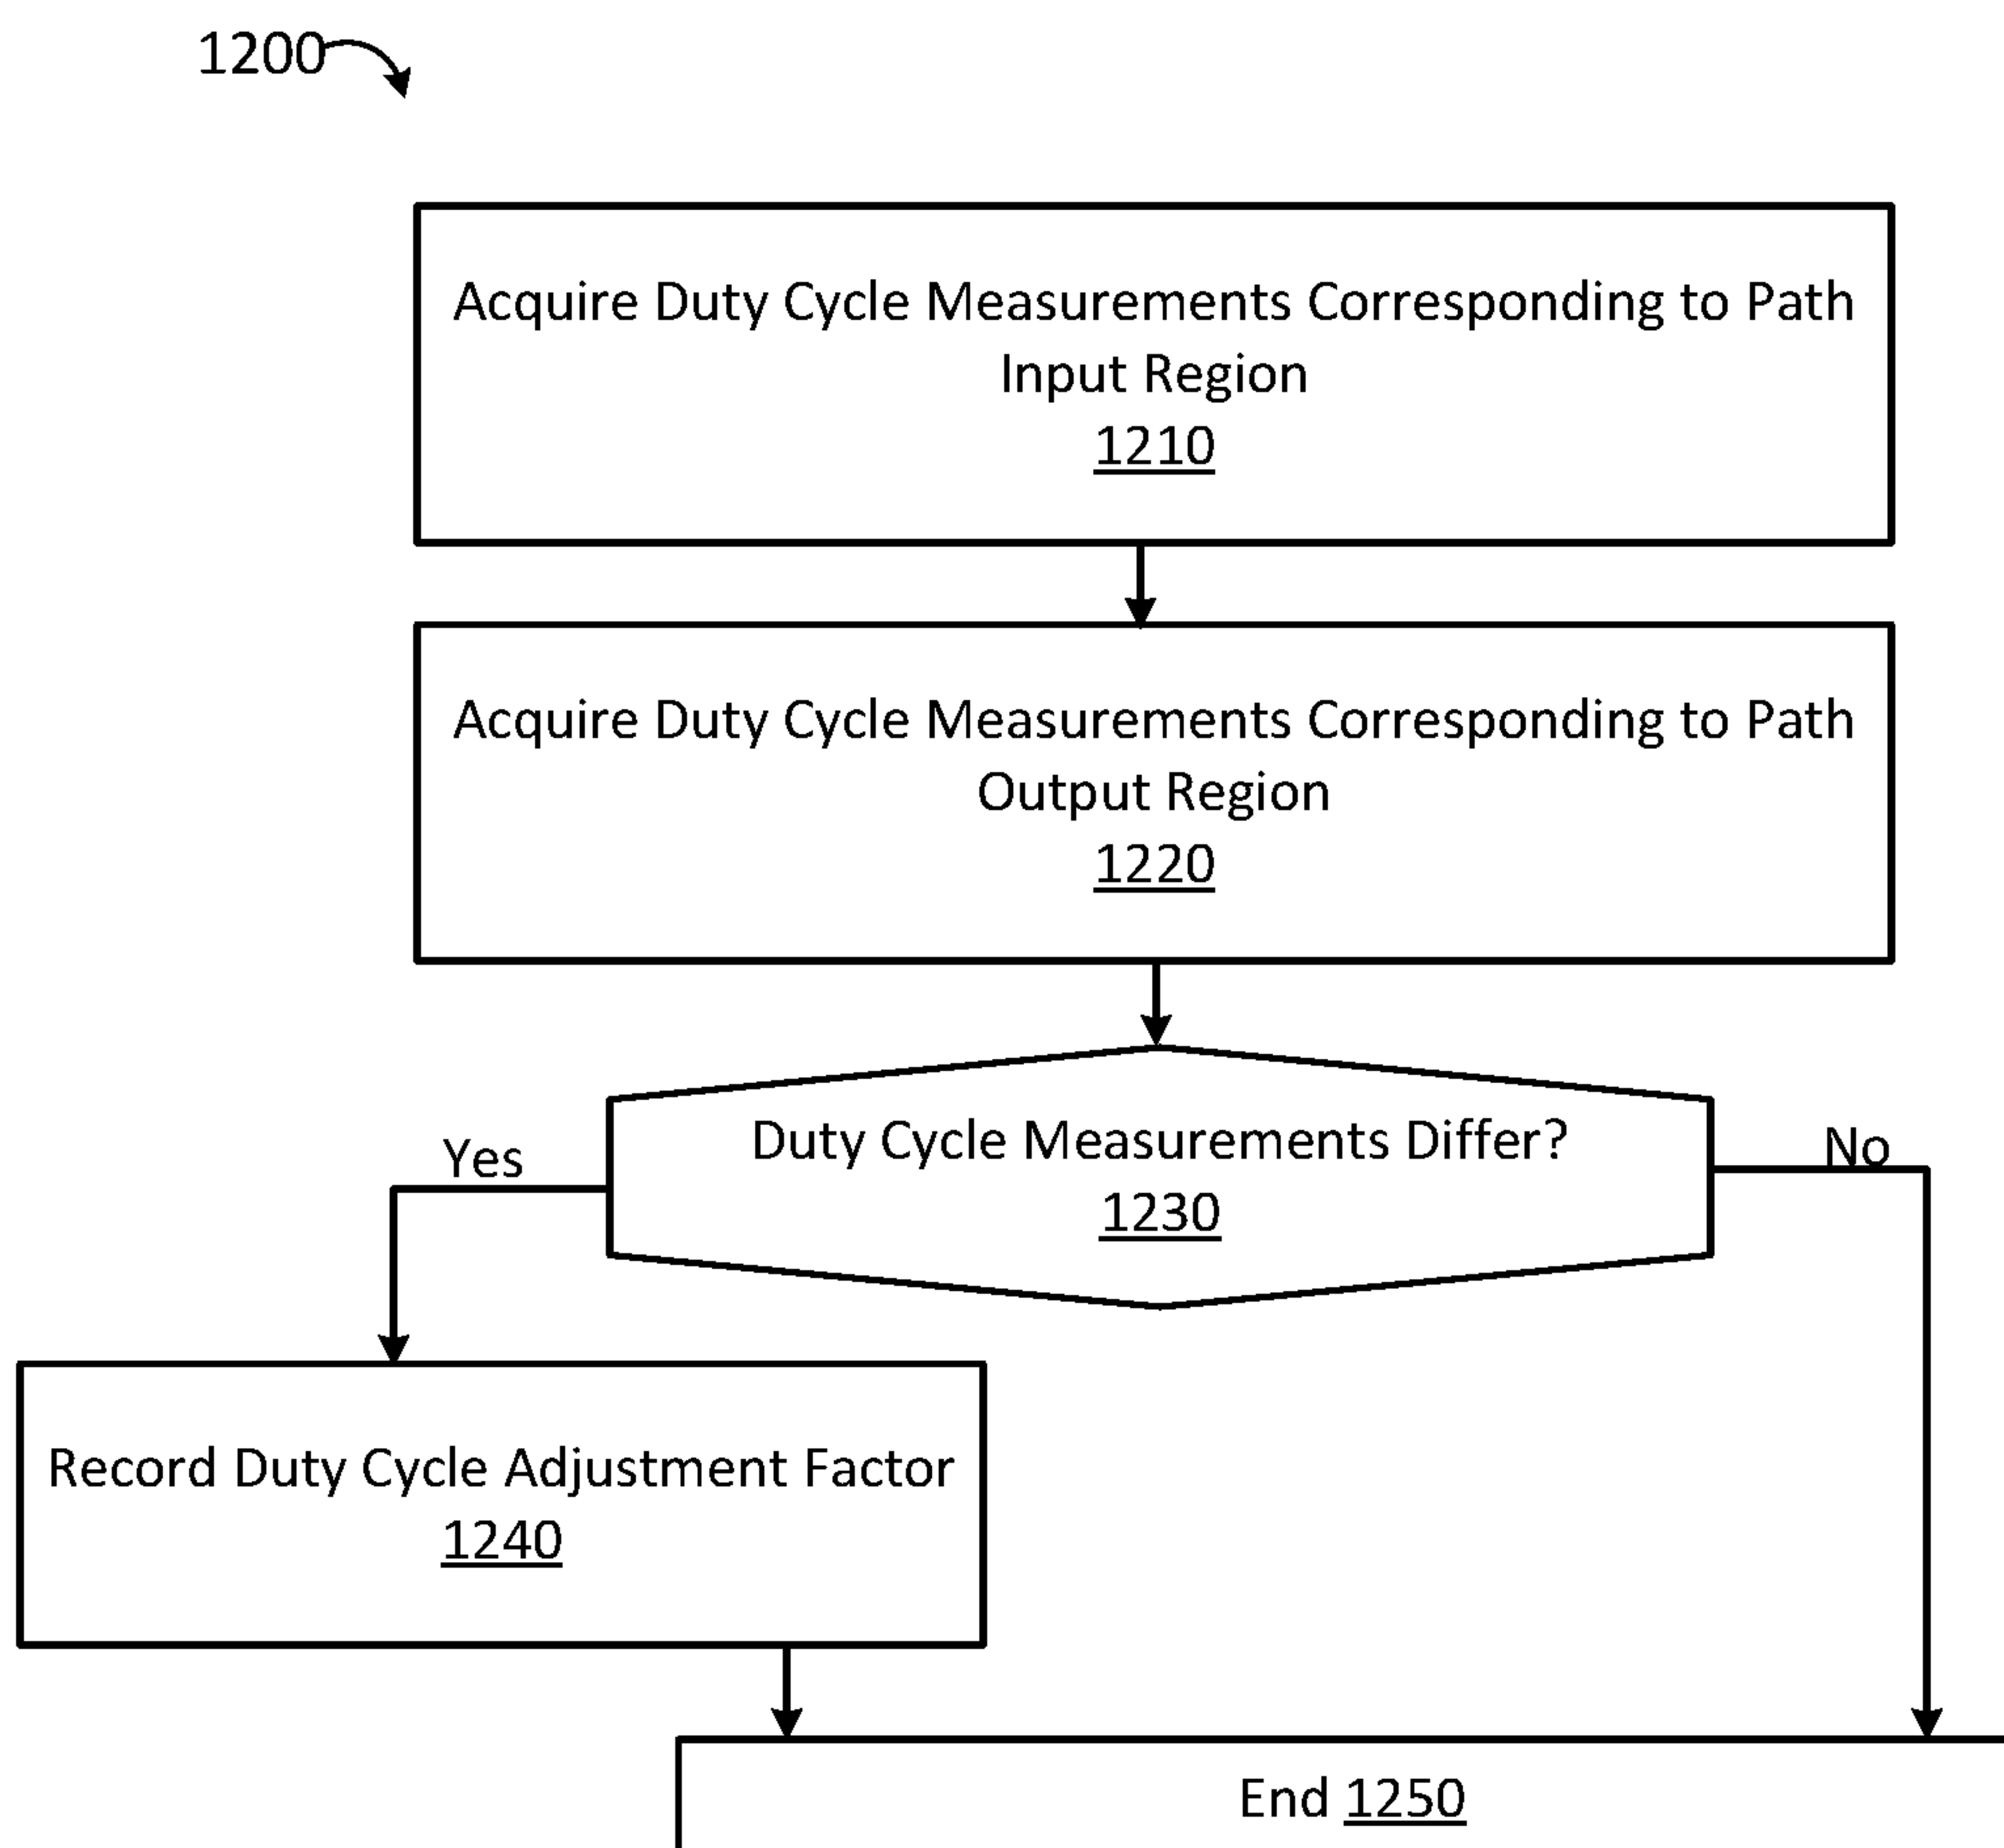 1200
Acquire Duty Cycle Measurements Corresponding to Path
Input Region
1210
Acquire Duty Cycle Measurements Corresponding to Path
Output Region
1220
Duty Cycle Measurements Differ?
1230
Yes
No
Record Duty Cycle Adjustment Factor
1240
End 1250